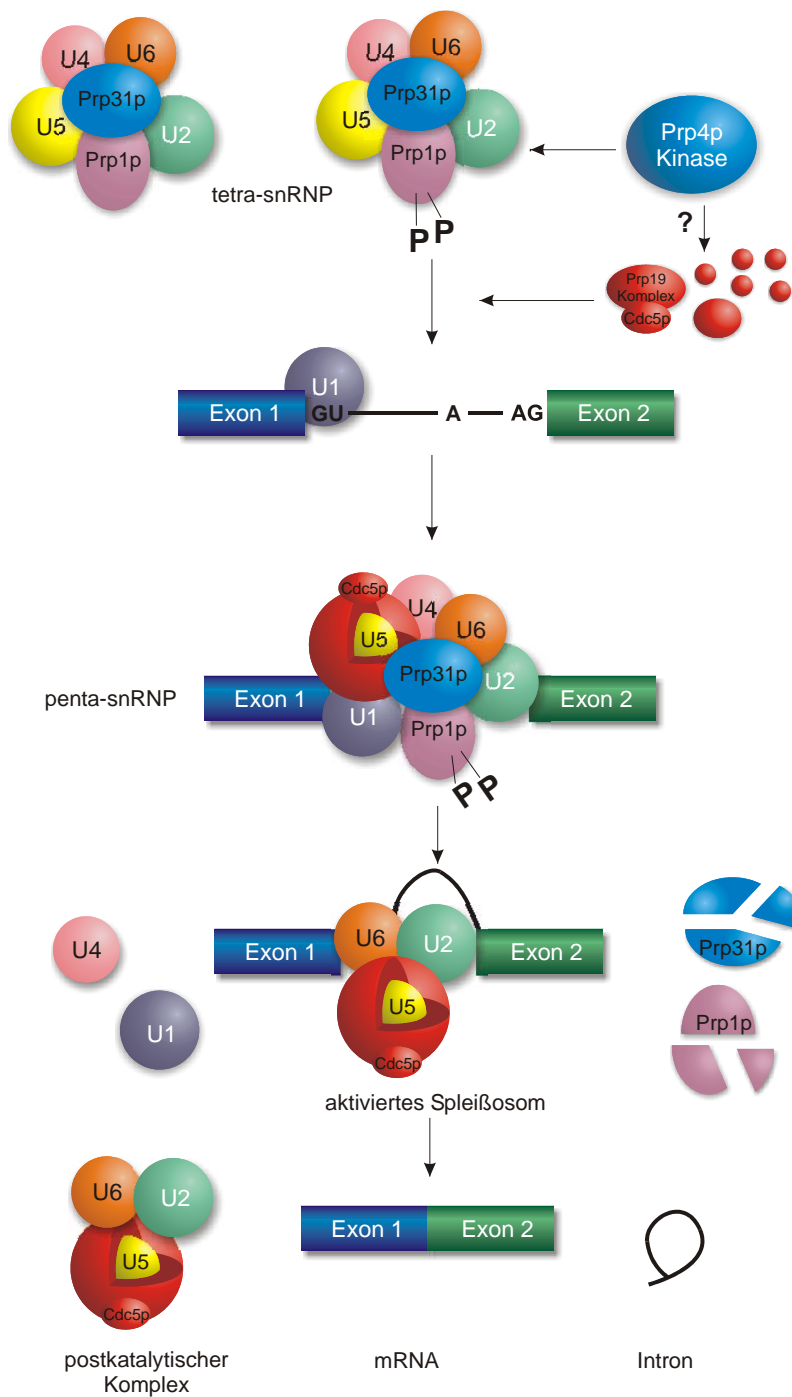 U4
U6
Prp31p
U5
U2
Prp1p
U4
U6
Prp31p
U5
U2
Prp1p
P P
tetra-snRNP
Prp4p
Kinase
?
Prp19
Komplex
Cdc5p
U1
Exon 1
GU
A
AG
Exon 2
Cdc5p
U4
U5
U6
Prp31p
U2
penta-snRNP
Exon 1
Exon 2
U1
Prp1p
P P
U4
U1
Exon 1
U6
U2
Exon 2
U5
Cdc5p
Prp31p
Prp1p
aktiviertes Spleißosom
U6
U2
U5
Cdc5p
Exon 1
Exon 2
postkatalytischer
Komplex
mRNA
Intron